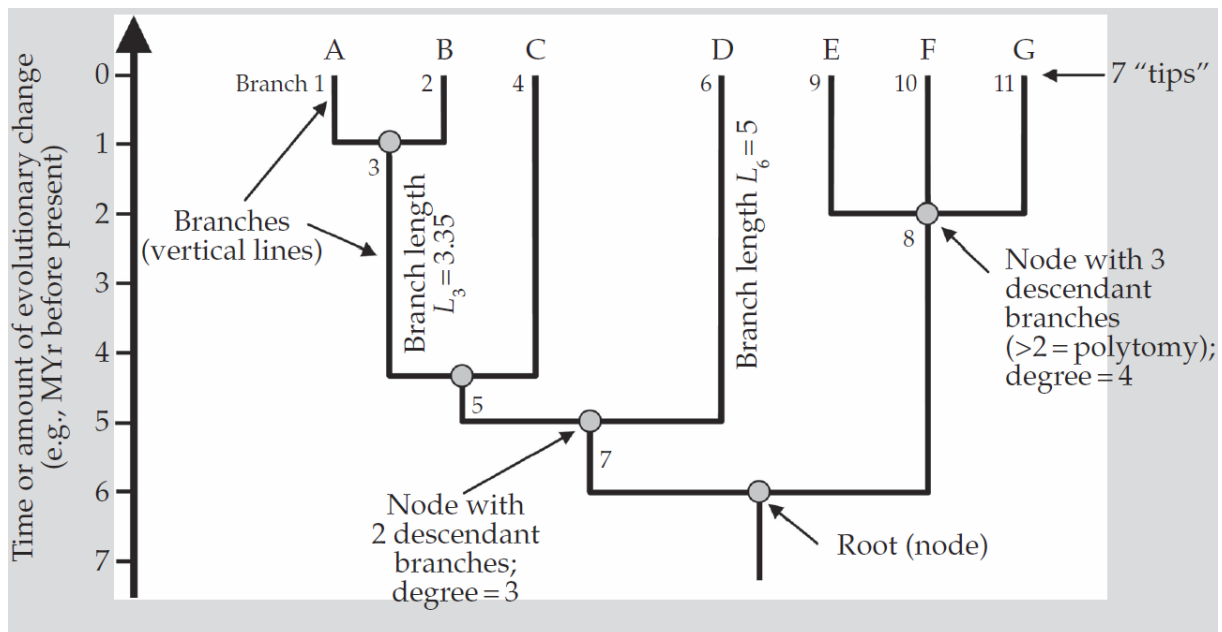 Time or amount of evolutionary change
(e.g., MYr before present)
0
1
2
3
4
5
6
7
A
B
C
D
E
F
G
Branch 1
2
4
6
9
10
11
7 "tips"
3
Branches
(vertical lines)
Branch length
L3 = 3.35
Branch length L6 = 5
8
Node with 3
descendant
branches
(>2 = polytomy);
degree = 4
5
7
Node with
2 descendant
branches;
degree = 3
Root (node)